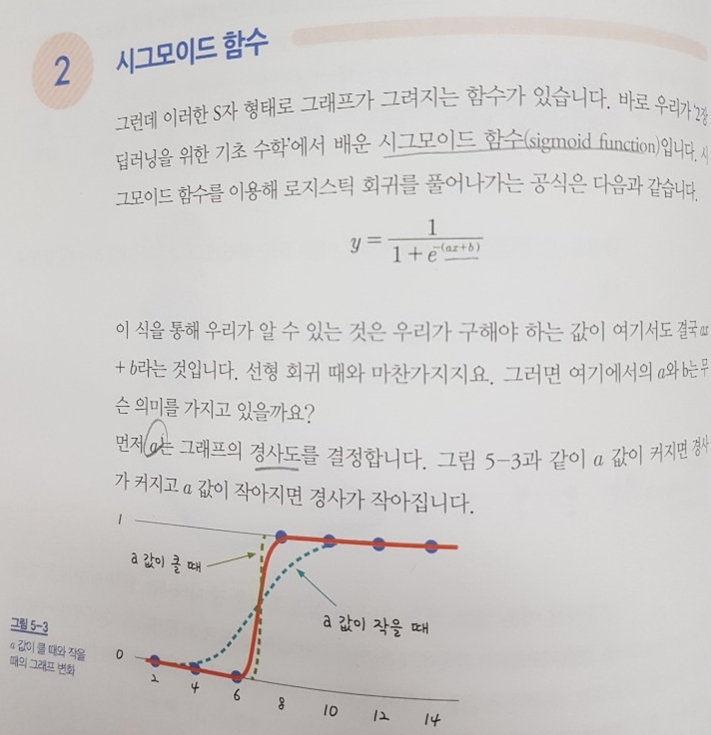 2
시그모이드 함수
그런데 이러한 S자 형태로 그래프가 그려지는 함수가 있습니다. 바로 우리가 '2장
딥러닝을 위한 기초 수학'에서 배운 시그모이드 함수(sigmoid function)입니다. 시
그모이드 함수를 이용해 로지스틱 회귀를 풀어나가는 공식은 다음과 같습니다.
y = 1 / (1 + e^-(ax+b))
이 식을 통해 우리가 알 수 있는 것은 우리가 구해야 하는 값이 여기서도 결국 ax
+ b라는 것입니다. 선형 회귀 때와 마찬가지지요. 그러면 여기에서의 a와 b는 무
슨 의미를 가지고 있을까요?
먼저 a는 그래프의 경사도를 결정합니다. 그림 5-3과 같이 a 값이 커지면 경사
가 커지고 a 값이 작아지면 경사가 작아집니다.
1
a 값이 클 때
a 값이 작을 때
그림 5-3
a 값이 클 때와 작을
때의 그래프 변화
0
2 4 6 8 10 12 14